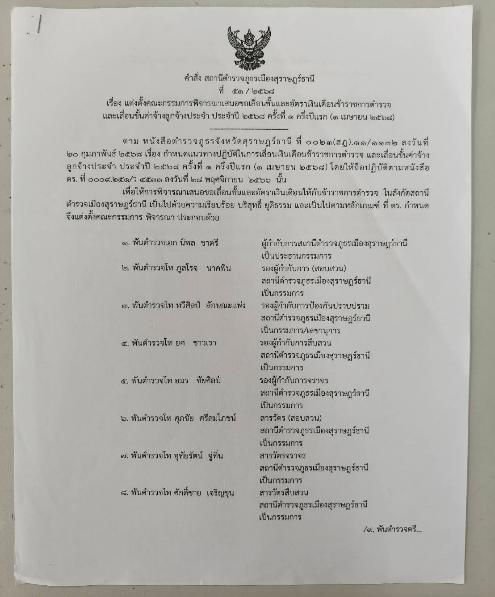 1
คำสั่ง สถานีตำรวจภูธรเมืองสุราษฎร์ธานี
ที่ ๕๑ / ๒๕๖๘
เรื่อง แต่งตั้งคณะกรรมการพิจารณาเสนอขอเลื่อนขั้นและอัตราเงินเดือนข้าราชการตำรวจ
และเลื่อนขั้นค่าจ้างลูกจ้างประจำ ประจำปี ๒๕๖๘ ครั้งที่ ๑ ครึ่งปีแรก (๑ เมษายน ๒๕๖๘)
ตาม หนังสือตำรวจภูธรจังหวัดสุราษฎร์ธานี ที่ ๐๐๒๓(สฎ).๑๑/๑๑๓๒ ลงวันที่
๒๐ กุมภาพันธ์ ๒๕๖๘ เรื่อง กำหนดแนวทางปฏิบัติในการเลื่อนเงินเดือนข้าราชการตำรวจ และเลื่อนขั้นค่าจ้าง
ลูกจ้างประจำ ประจำปี ๒๕๖๘ ครั้งที่ ๑ ครึ่งปีแรก (๑ เมษายน ๒๕๖๘) โดยให้ถือปฏิบัติตามหนังสือ
ตร. ที่ ๐๐๐๙.๒๕๑/ว ๔๕๑๑ ลงวันที่ ๒๘ พฤศจิกายน ๒๕๖๖ นั้น
เพื่อให้การพิจารณาเสนอขอเลื่อนขั้นและอัตราเงินเดือนให้กับข้าราชการตำรวจ ในสังกัดสถานี
ตำรวจเมืองสุราษฎร์ธานี เป็นไปด้วยความเรียบร้อย บริสุทธิ์ ยุติธรรม และเป็นไปตามหลักเกณฑ์ ที่ ตร. กำหนด
จึงแต่งตั้งคณะกรรมการ พิจารณา ประกอบด้วย
๑. พันตำรวจเอก นิพล ชาตรี ผู้กำกับการสถานีตำรวจภูธรเมืองสุราษฎร์ธานี
เป็นประธานกรรมการ
๒. พันตำรวจโท ภูสโรจ นาคพิน รองผู้กำกับการ (สอบสวน)
สถานีตำรวจภูธรเมืองสุราษฎร์ธานี
เป็นกรรมการ
๓. พันตำรวจโท ทวีศิลป์ รองผู้กำกับการป้องกันปราบปราม
สถานีตำรวจภูธรเมืองสุราษฎร์ธานี
เป็นกรรมการ/เลขานุการ
๔. พันตำรวจโท ยศ ชาวเรา รองผู้กำกับการสืบสวน
สถานีตำรวจภูธรเมืองสุราษฎร์ธานี
เป็นกรรมการ
๕. พันตำรวจโท อมร ชัยศิลป์ รองผู้กำกับการจราจร
สถานีตำรวจภูธรเมืองสุราษฎร์ธานี
เป็นกรรมการ
๖. พันตำรวจโท ศุภชัย ศรีสมโภชน์ สารวัตร (สอบสวน)
สถานีตำรวจภูธรเมืองสุราษฎร์ธานี
เป็นกรรมการ
๗. พันตำรวจโท อุทัยรัตน์ จู่ทิ่น สารวัตรจราจร
สถานีตำรวจภูธรเมืองสุราษฎร์ธานี
เป็นกรรมการ
๘. พันตำรวจโท ศักดิ์ชาย เจริญขุน สารวัตรสืบสวน
สถานีตำรวจภูธรเมืองสุราษฎร์ธานี
เป็นกรรมการ
/๙. พันตำรวจตรี...